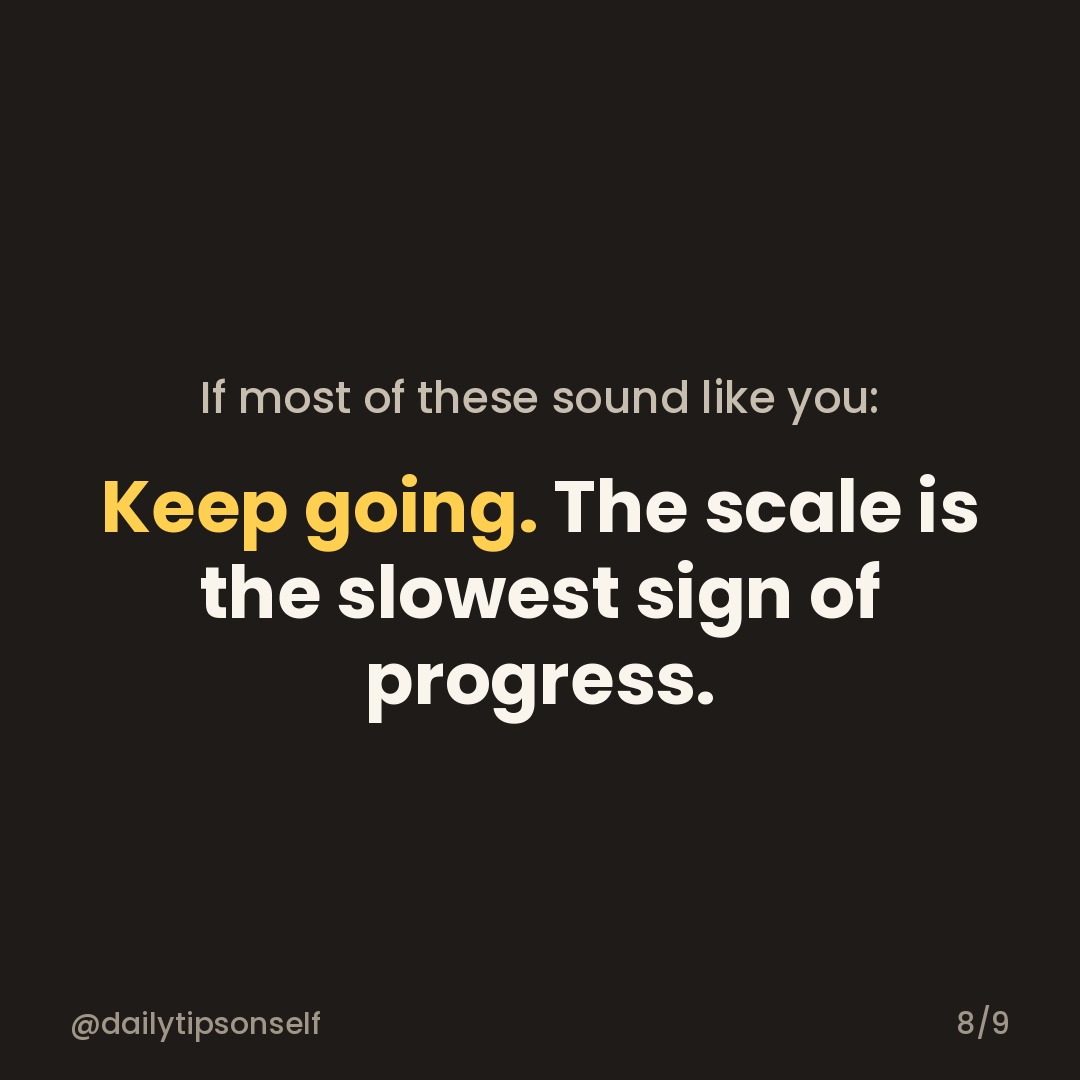 If most of these sound like you:
Keep going. The scale is
the slowest sign of
progress.
@dailytipsonself
8/9